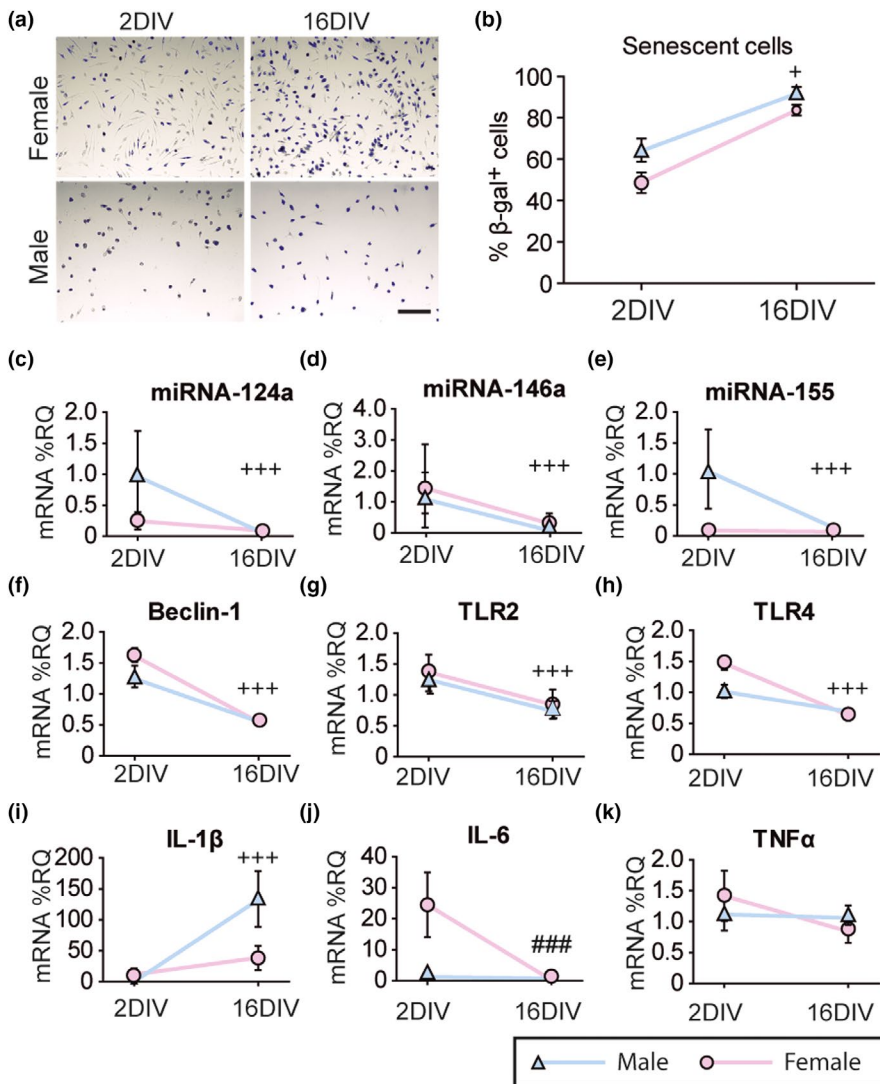 (a)
2DIV 16DIV
Female
Male
(b)
Senescent cells
% β-gal⁺ cells
100
80
60
40
20
0
+
2DIV 16DIV
(c)
miRNA-124a
mRNA %RQ
2.0
1.5
1.0
0.5
0
+++
2DIV 16DIV
(d)
miRNA-146a
mRNA %RQ
4.0
3.0
2.0
1.0
0
+++
2DIV 16DIV
(e)
miRNA-155
mRNA %RQ
2.0
1.5
1.0
0.5
0
+++
2DIV 16DIV
(f)
Beclin-1
mRNA %RQ
2.0
1.5
1.0
0.5
0
+++
2DIV 16DIV
(g)
TLR2
mRNA %RQ
2.0
1.5
1.0
0.5
0
+++
2DIV 16DIV
(h)
TLR4
mRNA %RQ
2.0
1.5
1.0
0.5
0
+++
2DIV 16DIV
(i)
IL-1β
mRNA %RQ
200
150
100
50
0
+++
2DIV 16DIV
(j)
IL-6
mRNA %RQ
40
30
20
10
0
###
2DIV 16DIV
(k)
TNFα
mRNA %RQ
2.0
1.5
1.0
0.5
0
2DIV 16DIV
Male Female